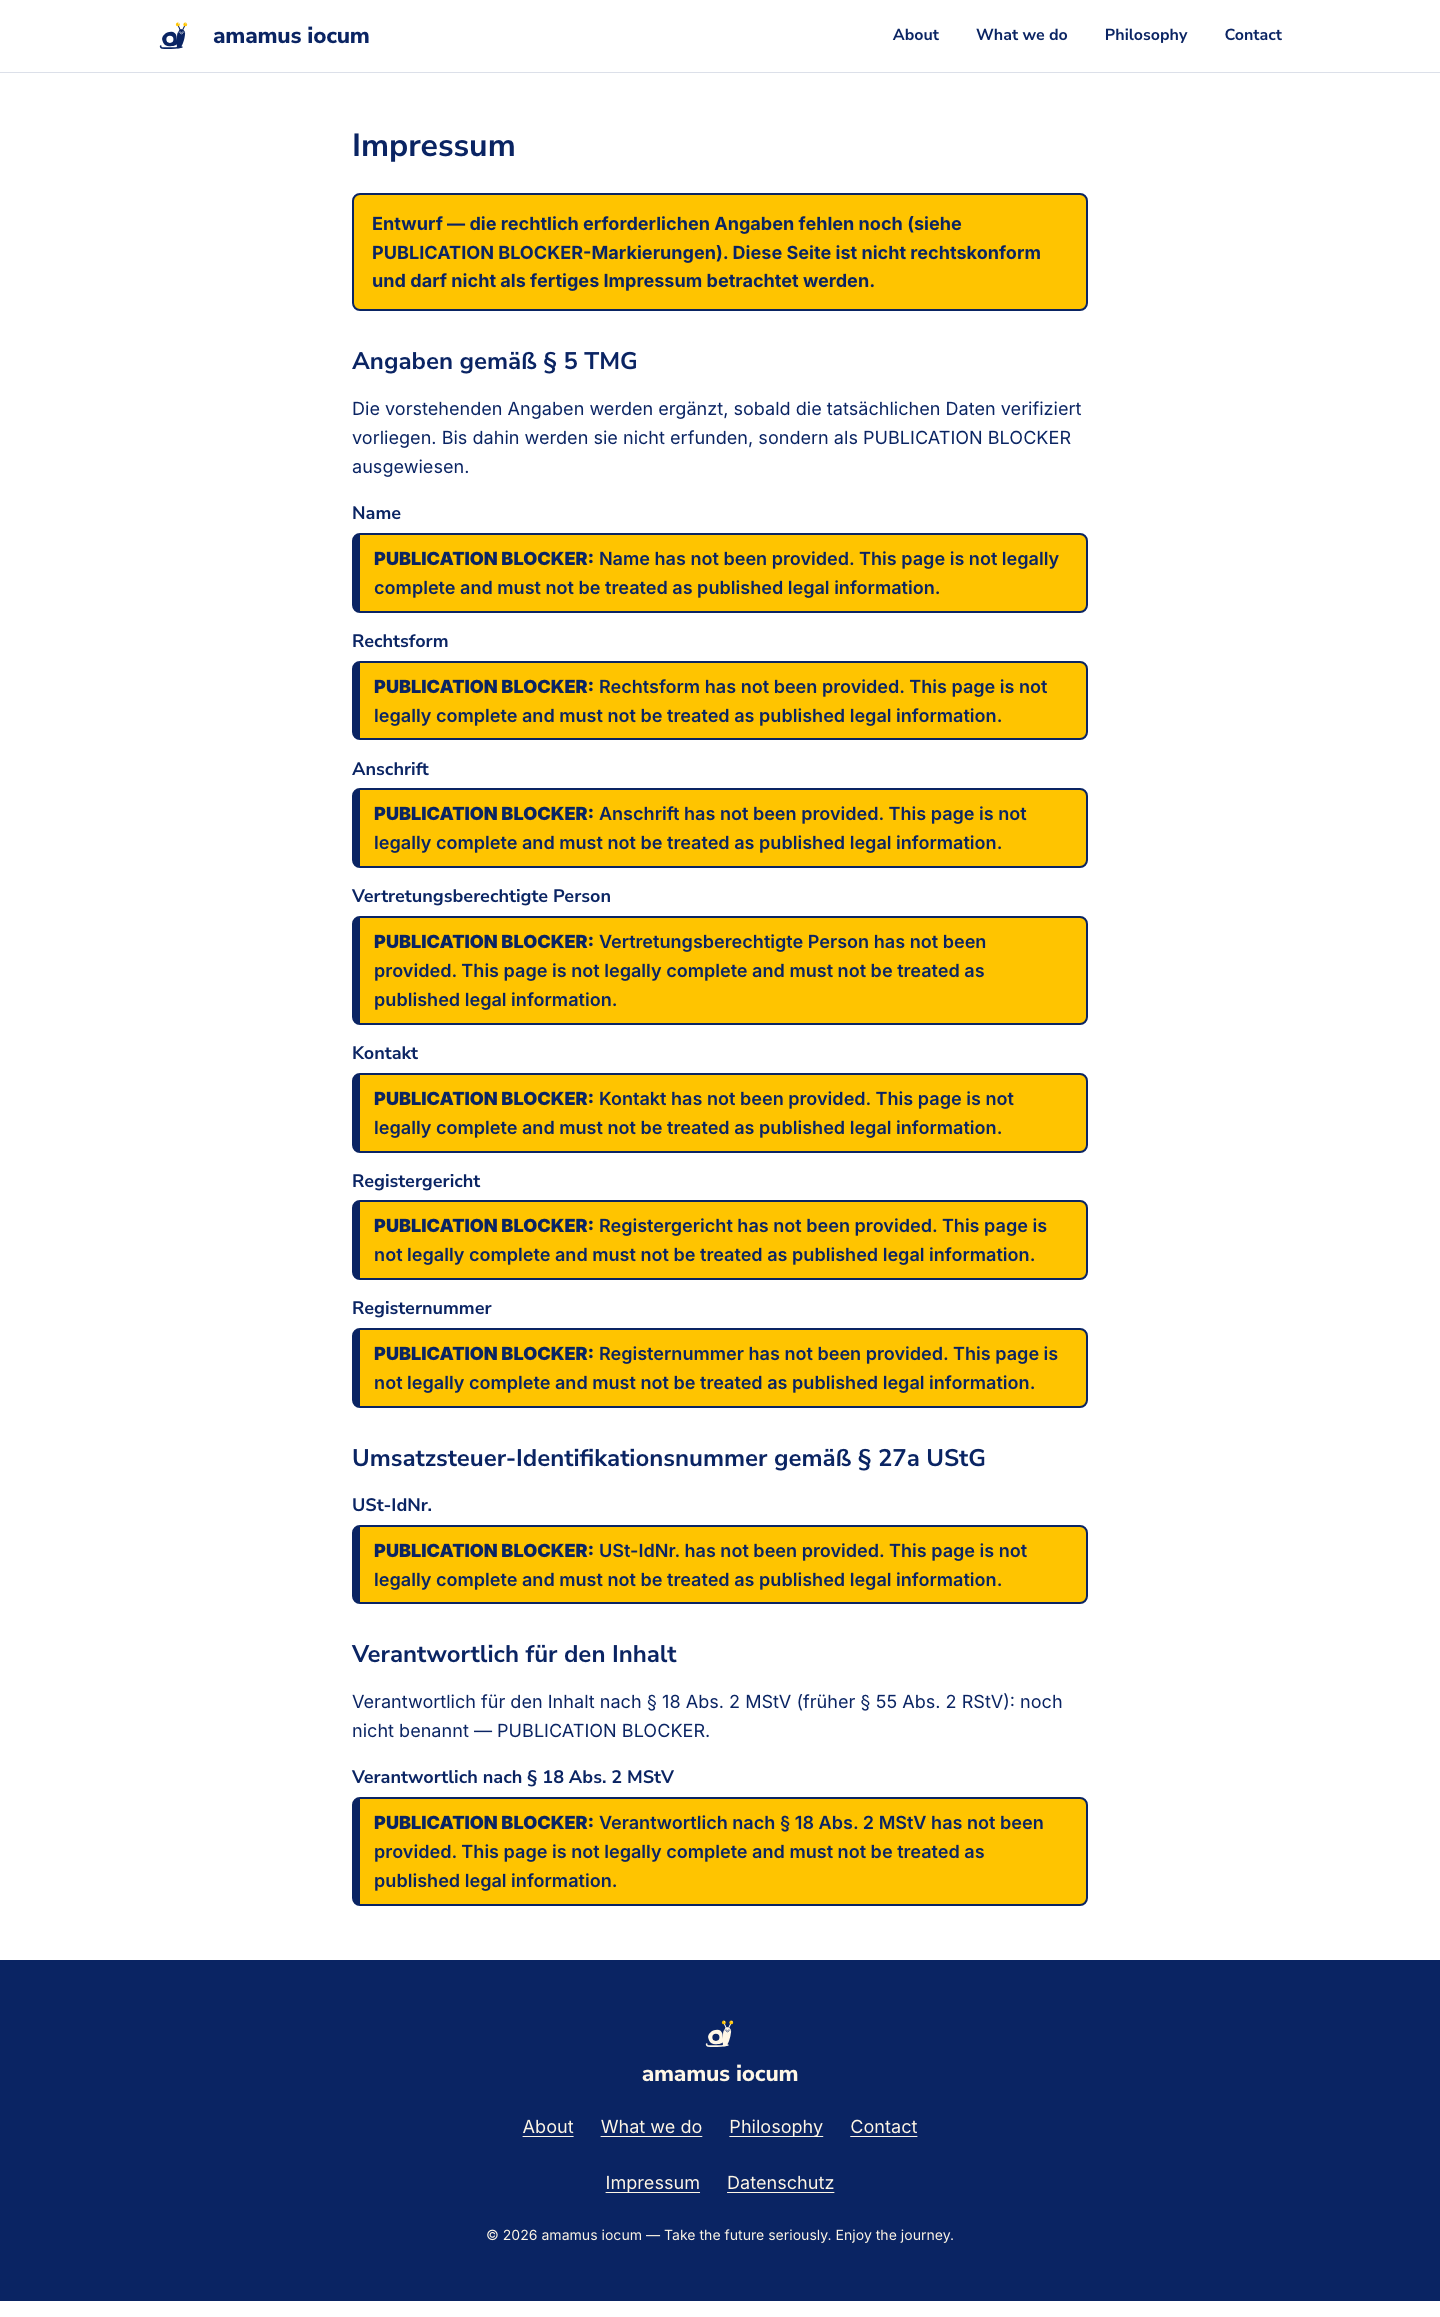 amamus iocum
About What we do Philosophy Contact
Impressum
Entwurf — die rechtlich erforderlichen Angaben fehlen noch (siehe
PUBLICATION BLOCKER-Markierungen). Diese Seite ist nicht rechtskonform
und darf nicht als fertiges Impressum betrachtet werden.
Angaben gemäß § 5 TMG
Die vorstehenden Angaben werden ergänzt, sobald die tatsächlichen Daten verifiziert
vorliegen. Bis dahin werden sie nicht erfunden, sondern als PUBLICATION BLOCKER
ausgewiesen.
Name
PUBLICATION BLOCKER: Name has not been provided. This page is not legally
complete and must not be treated as published legal information.
Rechtsform
PUBLICATION BLOCKER: Rechtsform has not been provided. This page is not
legally complete and must not be treated as published legal information.
Anschrift
PUBLICATION BLOCKER: Anschrift has not been provided. This page is not
legally complete and must not be treated as published legal information.
Vertretungsberechtigte Person
PUBLICATION BLOCKER: Vertretungsberechtigte Person has not been
provided. This page is not legally complete and must not be treated as
published legal information.
Kontakt
PUBLICATION BLOCKER: Kontakt has not been provided. This page is not
legally complete and must not be treated as published legal information.
Registergericht
PUBLICATION BLOCKER: Registergericht has not been provided. This page is
not legally complete and must not be treated as published legal information.
Registernummer
PUBLICATION BLOCKER: Registernummer has not been provided. This page is
not legally complete and must not be treated as published legal information.
Umsatzsteuer-Identifikationsnummer gemäß § 27a UStG
USt-IdNr.
PUBLICATION BLOCKER: USt-IdNr. has not been provided. This page is not
legally complete and must not be treated as published legal information.
Verantwortlich für den Inhalt
Verantwortlich für den Inhalt nach § 18 Abs. 2 MStV (früher § 55 Abs. 2 RStV): noch
nicht benannt — PUBLICATION BLOCKER.
Verantwortlich nach § 18 Abs. 2 MStV
PUBLICATION BLOCKER: Verantwortlich nach § 18 Abs. 2 MStV has not been
provided. This page is not legally complete and must not be treated as
published legal information.
amamus iocum
About What we do Philosophy Contact
Impressum Datenschutz
© 2026 amamus iocum — Take the future seriously. Enjoy the journey.